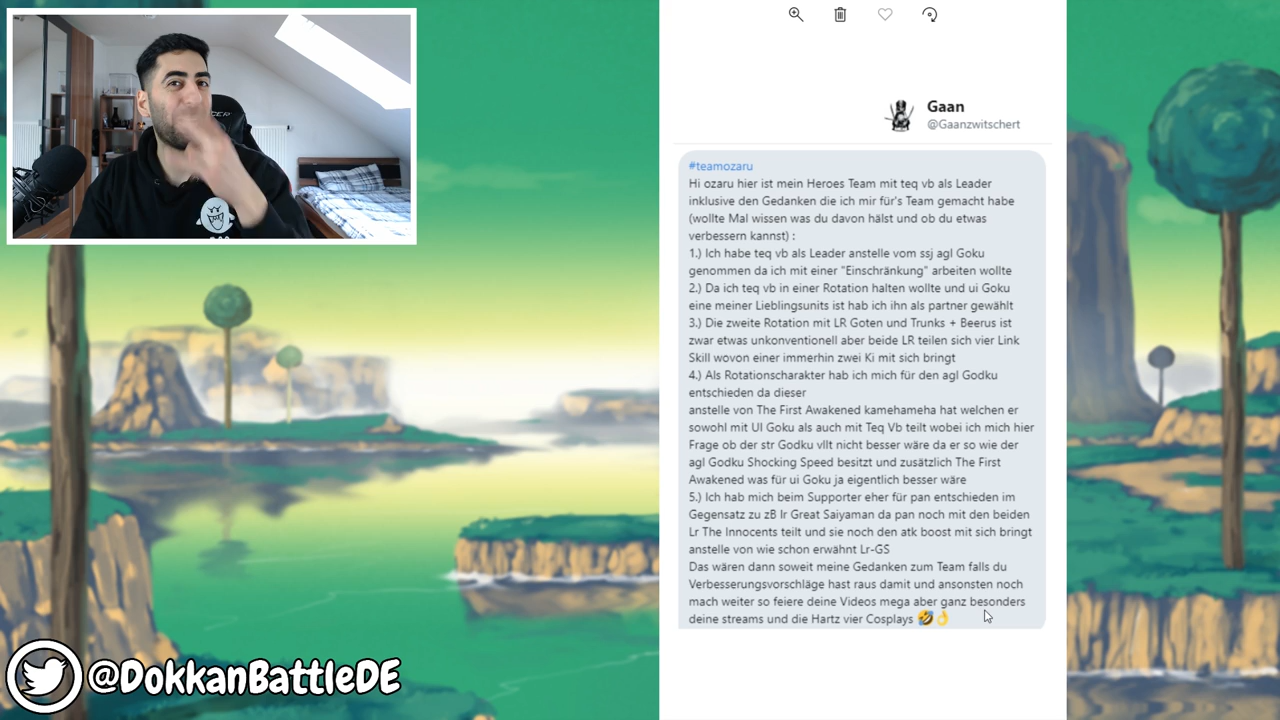 Gaan
@Gaanzwitschert
#teamozaru
Hi ozaru hier ist mein Heroes Team mit teq vb als Leader
inklusive den Gedanken die ich mir für's Team gemacht habe
(wollte Mal wissen was du davon hälst und ob du etwas
verbessern kannst) :
1.) Ich habe teq vb als Leader anstelle vom ssj agl Goku
genommen da ich mit einer "Einschränkung" arbeiten wollte
2.) Da ich teq vb in einer Rotation halten wollte und ui Goku
eine meiner Lieblingsunits ist hab ich ihn als partner gewählt
3.) Die zweite Rotation mit LR Goten und Trunks + Beerus ist
zwar etwas unkonventionell aber beide LR teilen sich vier Link
Skill wovon einer immerhin zwei Ki mit sich bringt
4.) Als Rotationscharakter hab ich mich für den agl Godku
entschieden da dieser
anstelle von The First Awakened kamehameha hat welchen er
sowohl mit UI Goku als auch mit Teq Vb teilt wobei ich mich hier
Frage ob der str Godku vllt nicht besser wäre da er so wie der
agl Godku Shocking Speed besitzt und zusätzlich The First
Awakened was für ui Goku ja eigentlich besser wäre
5.) Ich hab mich beim Supporter eher für pan entschieden im
Gegensatz zu zB lr Great Saiyaman da pan noch mit den beiden
Lr The Innocents teilt und sie noch den atk boost mit sich bringt
anstelle von wie schon erwähnt Lr-GS
Das wären dann soweit meine Gedanken zum Team falls du
Verbesserungsvorschläge hast raus damit und ansonsten noch
mach weiter so feiere deine Videos mega aber ganz besonders
deine streams und die Hartz vier Cosplays 🤣👌
@DokkanBattleDE